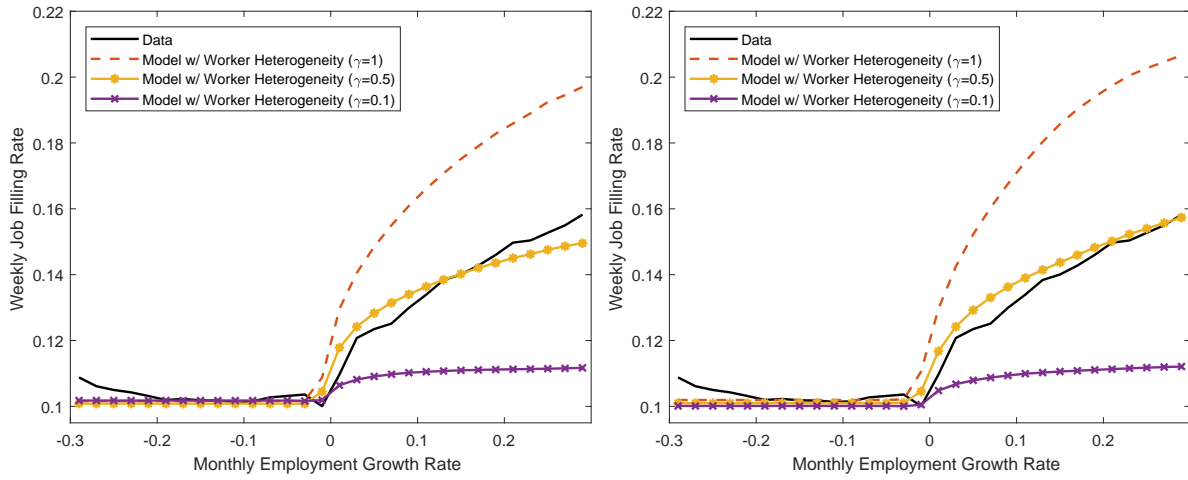 0.22
0.2
0.18
0.16
0.14
0.12
0.1
-0.3
-0.2
-0.1
0
0.1
0.2
Weekly Job Filling Rate
Monthly Employment Growth Rate
Data
Model w/ Worker Heterogeneity (γ=1)
Model w/ Worker Heterogeneity (γ=0.5)
Model w/ Worker Heterogeneity (γ=0.1)
0.22
0.2
0.18
0.16
0.14
0.12
0.1
-0.3
-0.2
-0.1
0
0.1
0.2
Weekly Job Filling Rate
Monthly Employment Growth Rate
Data
Model w/ Worker Heterogeneity (γ=1)
Model w/ Worker Heterogeneity (γ=0.5)
Model w/ Worker Heterogeneity (γ=0.1)